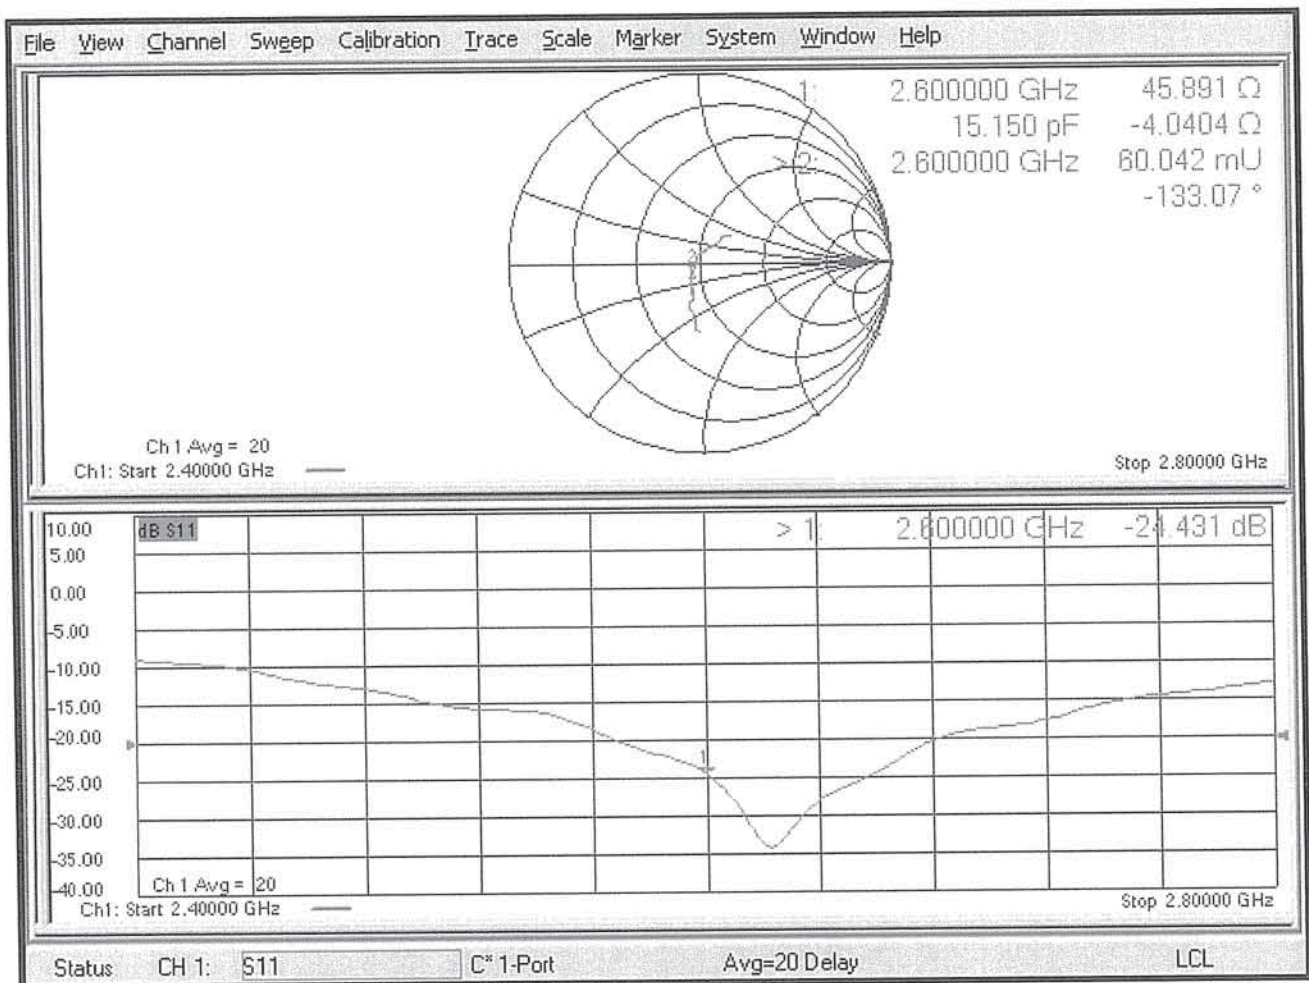 File View Channel Sweep Calibration Trace Scale Marker System Window Help
1: 2.600000 GHz 45.891 Ω
15.150 pF -4.0404 Ω
> 2: 2.600000 GHz 60.042 mU
-133.07 °
Ch 1 Avg = 20
Ch1: Start 2.40000 GHz
Stop 2.80000 GHz
dB S11
> 1: 2.600000 GHz -24.431 dB
10.00
5.00
0.00
-5.00
-10.00
-15.00
-20.00
-25.00
-30.00
-35.00
-40.00
1
Ch 1 Avg = 20
Ch1: Start 2.40000 GHz
Stop 2.80000 GHz
Status CH 1: S11 C* 1-Port Avg=20 Delay LCL